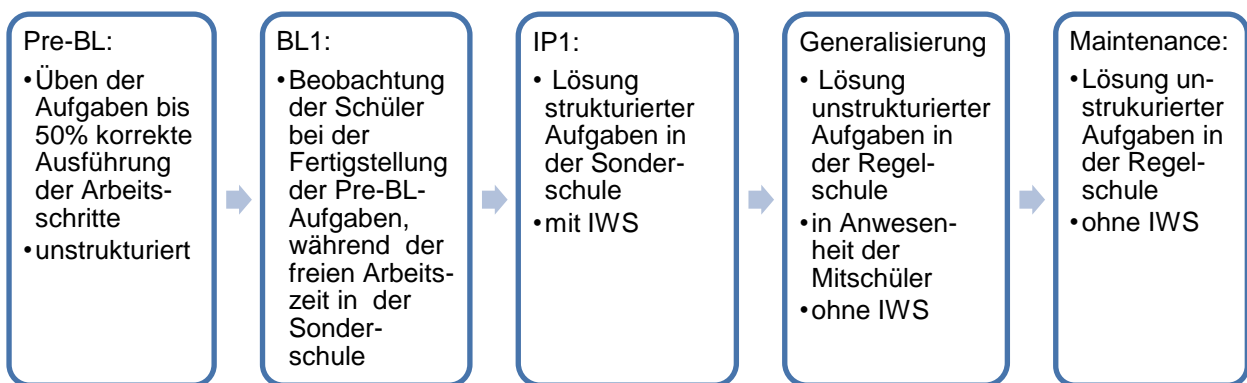 Pre-BL:
•Üben der
Aufgaben bis
50% korrekte
Ausführung
der Arbeits-
schritte
•unstrukturiert
BL1:
•Beobachtung
der Schüler
bei der
Fertigstellung
der Pre-BL-
Aufgaben,
während der
freien Arbeits-
zeit in der
Sonder-
schule
IP1:
• Lösung
strukturierter
Aufgaben in
der Sonder-
schule
•mit IWS
Generalisierung
• Lösung
unstrukturierter
Aufgaben in
der Regel-
schule
•in Anwesen-
heit der
Mitschüler
•ohne IWS
Maintenance:
•Lösung un-
strukurierter
Aufgaben in
der Regel-
schule
•ohne IWS